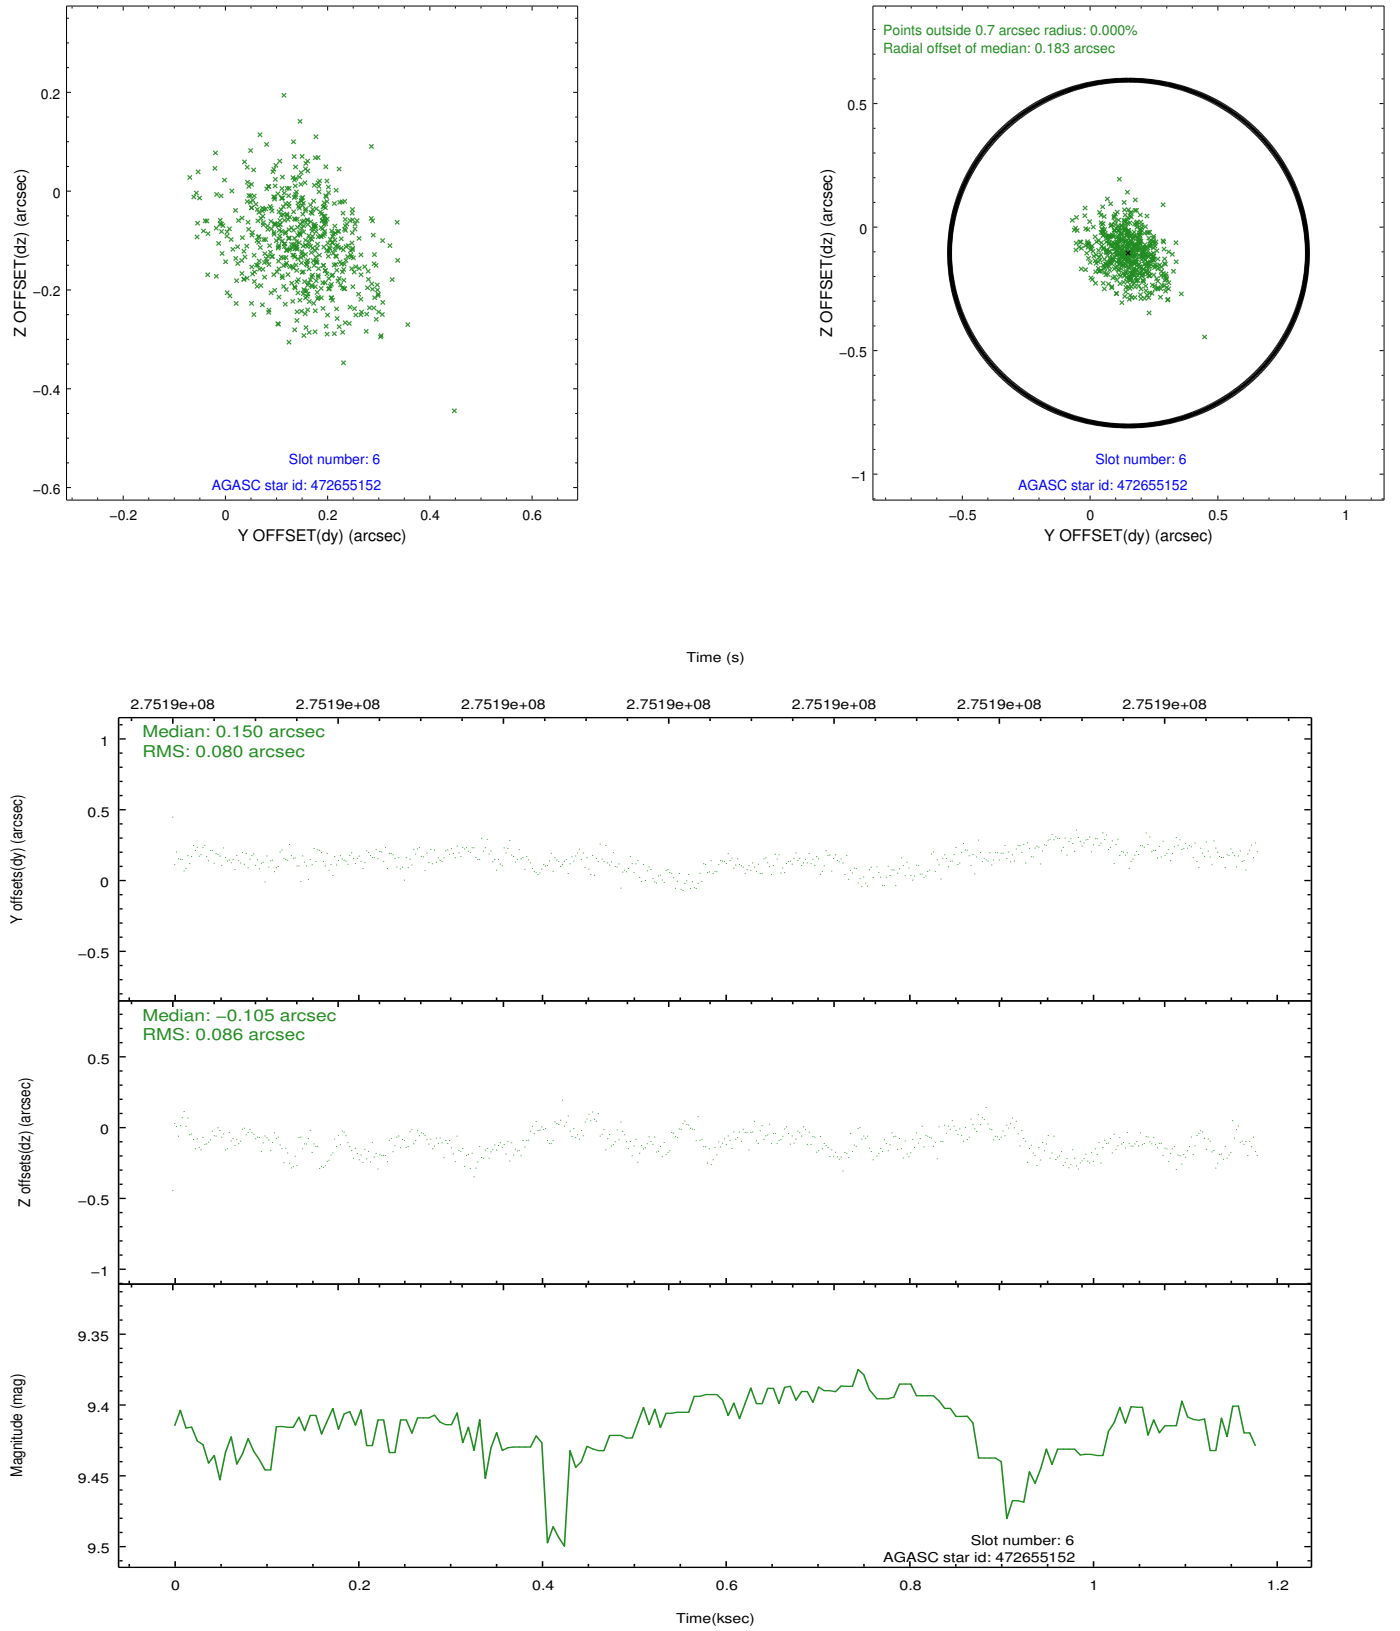 0.2
0
−0.2
−0.4
−0.6
Z OFFSET(dz) (arcsec)
Slot number: 6
AGASC star id: 472655152
−0.2 0 0.2 0.4 0.6
Y OFFSET(dy) (arcsec)
Points outside 0.7 arcsec radius: 0.000%
Radial offset of median: 0.183 arcsec
0.5
0
−0.5
−1
Z OFFSET(dz) (arcsec)
Slot number: 6
AGASC star id: 472655152
−0.5 0 0.5 1
Y OFFSET(dy) (arcsec)
Time (s)
2.7519e+08 2.7519e+08 2.7519e+08 2.7519e+08 2.7519e+08 2.7519e+08 2.7519e+08
Median: 0.150 arcsec
RMS: 0.080 arcsec
1
0.5
0
−0.5
Y offsets(dy) (arcsec)
Median: −0.105 arcsec
RMS: 0.086 arcsec
0.5
0
−0.5
−1
Z offsets(dz) (arcsec)
9.35
9.4
9.45
9.5
Magnitude (mag)
Slot number: 6
AGASC star id: 472655152
0 0.2 0.4 0.6 0.8 1 1.2
Time(ksec)